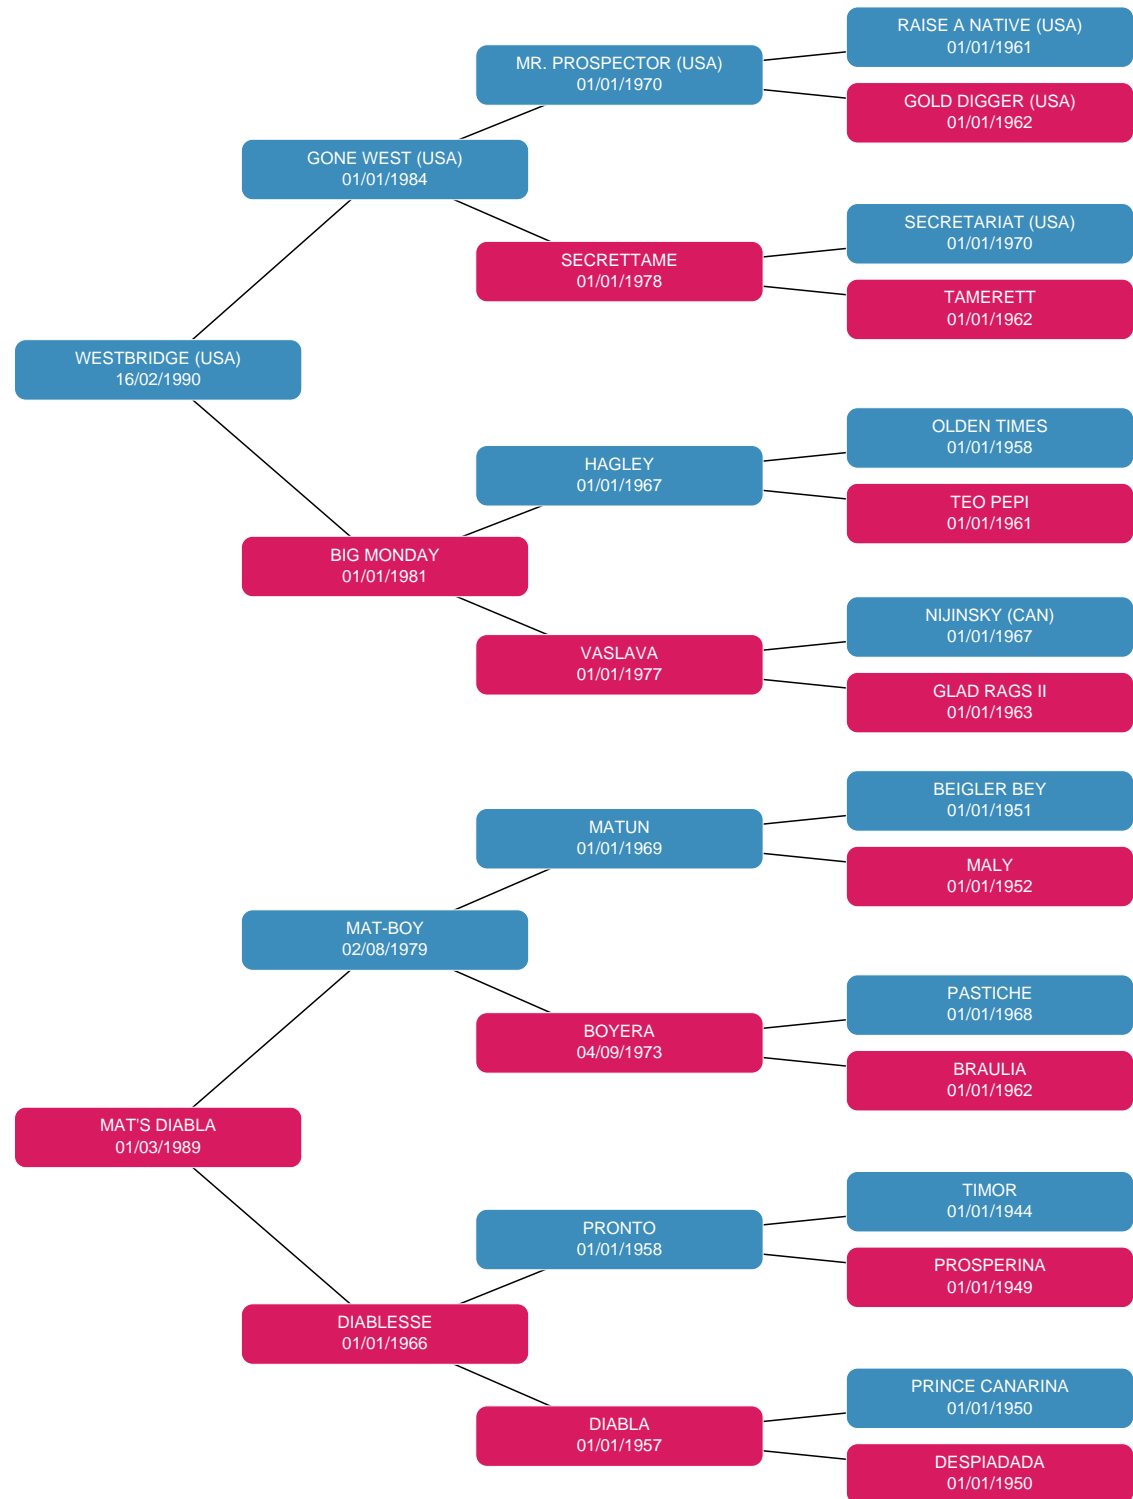 RAISE A NATIVE (USA)
01/01/1961
MR. PROSPECTOR (USA)
01/01/1970
GOLD DIGGER (USA)
01/01/1962
GONE WEST (USA)
01/01/1984
SECRETARIAT (USA)
01/01/1970
SECRETTAME
01/01/1978
TAMERETT
01/01/1962
WESTBRIDGE (USA)
16/02/1990
OLDEN TIMES
01/01/1958
HAGLEY
01/01/1967
TEO PEPI
01/01/1961
BIG MONDAY
01/01/1981
NIJINSKY (CAN)
01/01/1967
VASLAVA
01/01/1977
GLAD RAGS II
01/01/1963
BEIGLER BEY
01/01/1951
MATUN
01/01/1969
MALY
01/01/1952
MAT-BOY
02/08/1979
PASTICHE
01/01/1968
BOYERA
04/09/1973
BRAULIA
01/01/1962
MAT'S DIABLA
01/03/1989
TIMOR
01/01/1944
PRONTO
01/01/1958
PROSPERINA
01/01/1949
DIABLESSE
01/01/1966
PRINCE CANARINA
01/01/1950
DIABLA
01/01/1957
DESPIADADA
01/01/1950